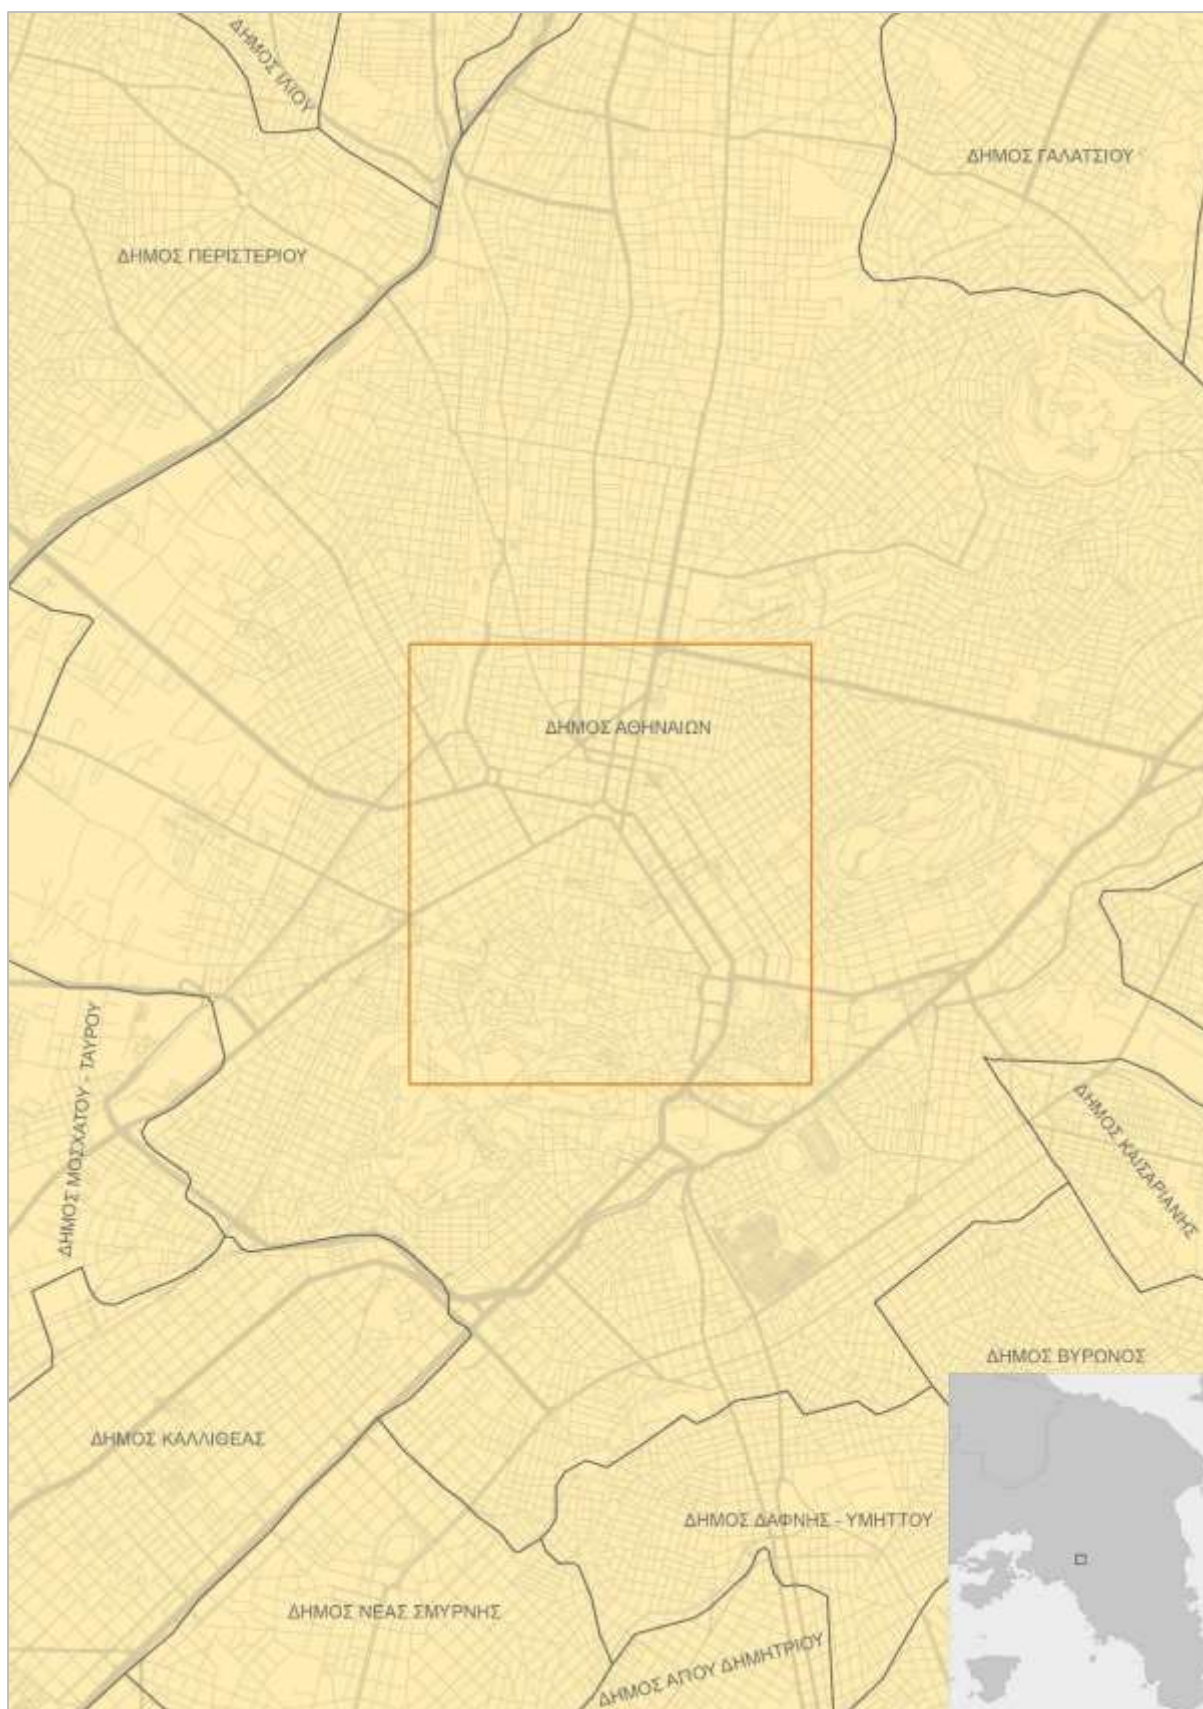 ΔΗΜΟΣ ΙΛΙΟΥ
ΔΗΜΟΣ ΓΑΛΑΤΣΙΟΥ
ΔΗΜΟΣ ΠΕΡΙΣΤΕΡΙΟΥ
ΔΗΜΟΣ ΑΘΗΝΑΙΩΝ
ΔΗΜΟΣ ΜΟΣΧΑΤΟΥ - ΤΑΥΡΟΥ
ΔΗΜΟΣ ΚΑΙΣΑΡΙΑΝΗΣ
ΔΗΜΟΣ ΒΥΡΩΝΟΣ
ΔΗΜΟΣ ΚΑΛΛΙΘΕΑΣ
ΔΗΜΟΣ ΔΑΦΝΗΣ - ΥΜΗΤΤΟΥ
ΔΗΜΟΣ ΝΕΑΣ ΣΜΥΡΝΗΣ
ΔΗΜΟΣ ΑΓΙΟΥ ΔΗΜΗΤΡΙΟΥ